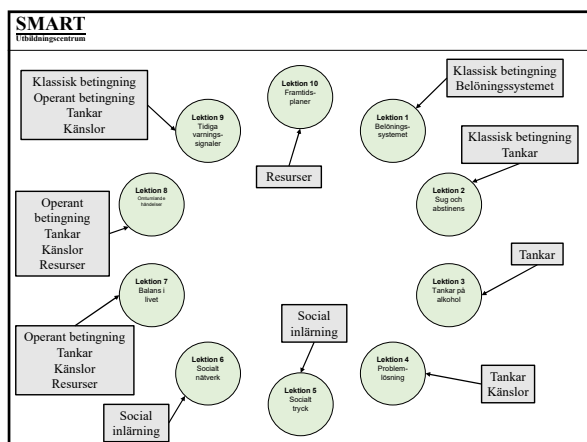 SMART
Utbildningscentrum
Lektion 10
Framtids-
planer
Resurser
Lektion 1
Belönings-
systemet
Klassisk betingning
Belöningssystemet
Lektion 2
Sug och
abstinens
Klassisk betingning
Tankar
Lektion 3
Tankar på
alkohol
Tankar
Lektion 4
Problem-
lösning
Tankar
Känslor
Lektion 5
Socialt
tryck
Social
inlärning
Lektion 6
Socialt
nätverk
Social
inlärning
Lektion 7
Balans i
livet
Operant betingning
Tankar
Känslor
Resurser
Lektion 8
Omtumlande
händelser
Operant
betingning
Tankar
Känslor
Resurser
Lektion 9
Tidiga
varnings-
signaler
Klassisk betingning
Operant betingning
Tankar
Känslor